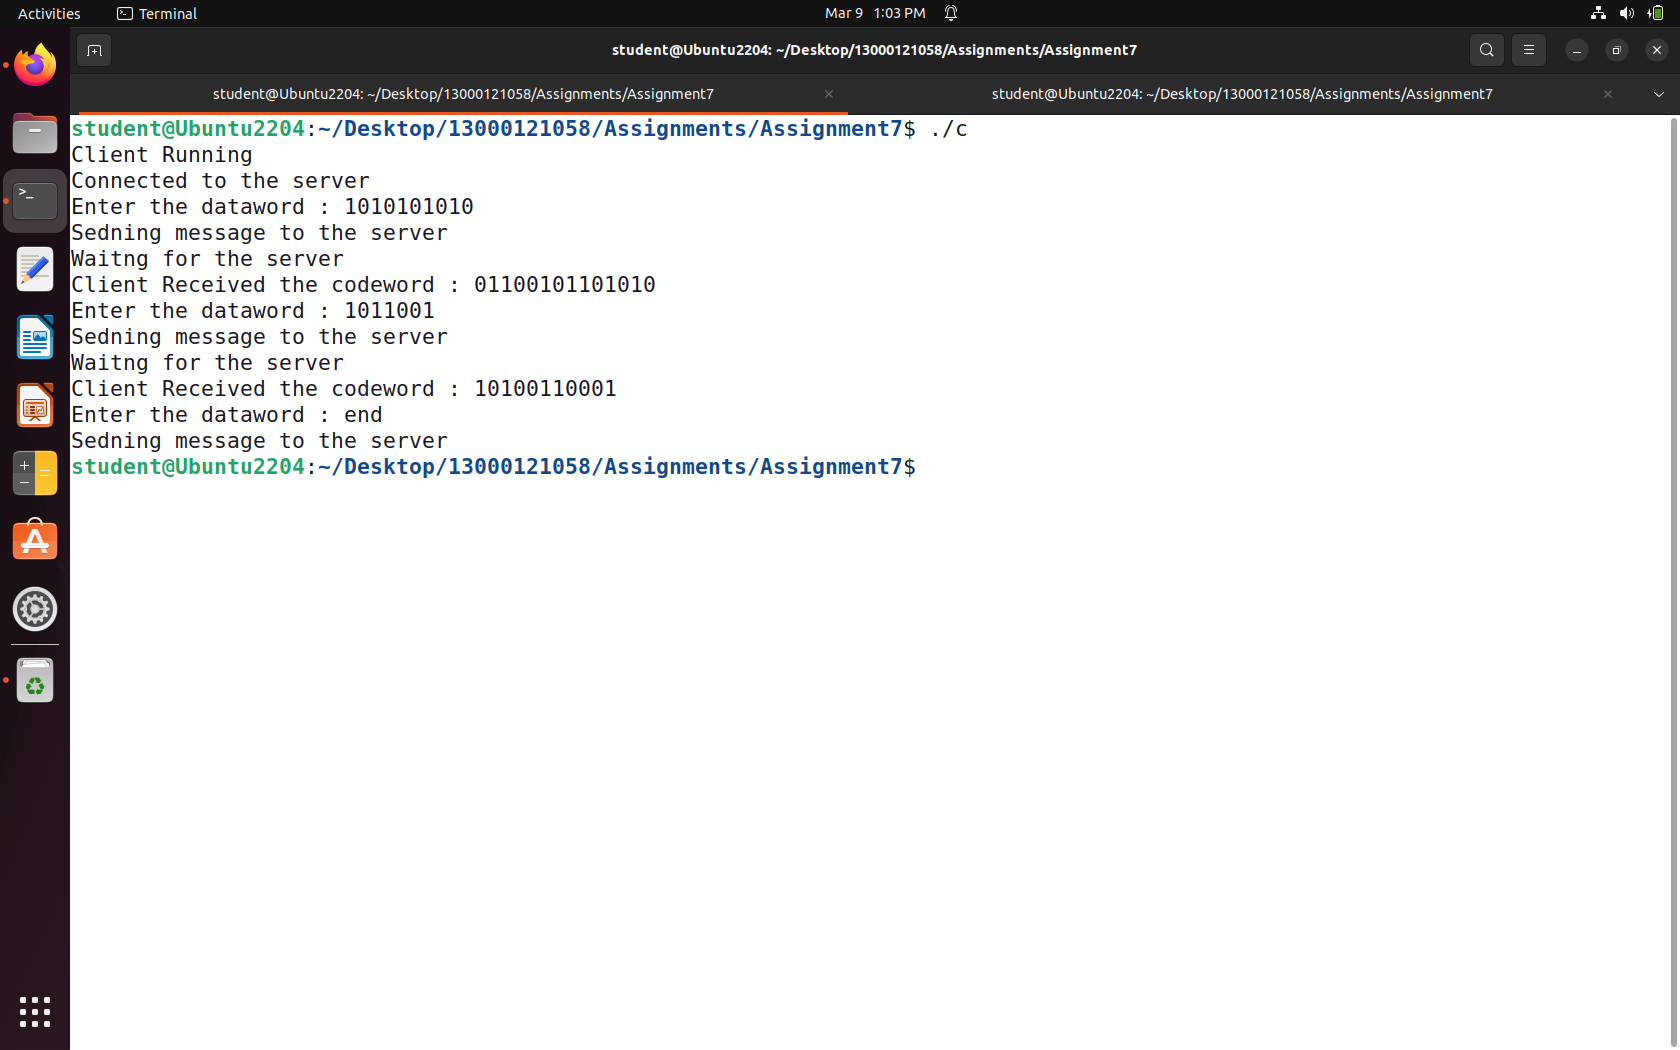 Activities
Terminal
Mar 9 1:03 PM
student@Ubuntu2204: ~/Desktop/13000121058/Assignments/Assignment7
student@Ubuntu2204: ~/Desktop/13000121058/Assignments/Assignment7
student@Ubuntu2204: ~/Desktop/13000121058/Assignments/Assignment7
student@Ubuntu2204:~/Desktop/13000121058/Assignments/Assignment7$ ./c
Client Running
Connected to the server
Enter the dataword : 1010101010
Sedning message to the server
Waitng for the server
Client Received the codeword : 01100101101010
Enter the dataword : 1011001
Sedning message to the server
Waitng for the server
Client Received the codeword : 10100110001
Enter the dataword : end
Sedning message to the server
student@Ubuntu2204:~/Desktop/13000121058/Assignments/Assignment7$